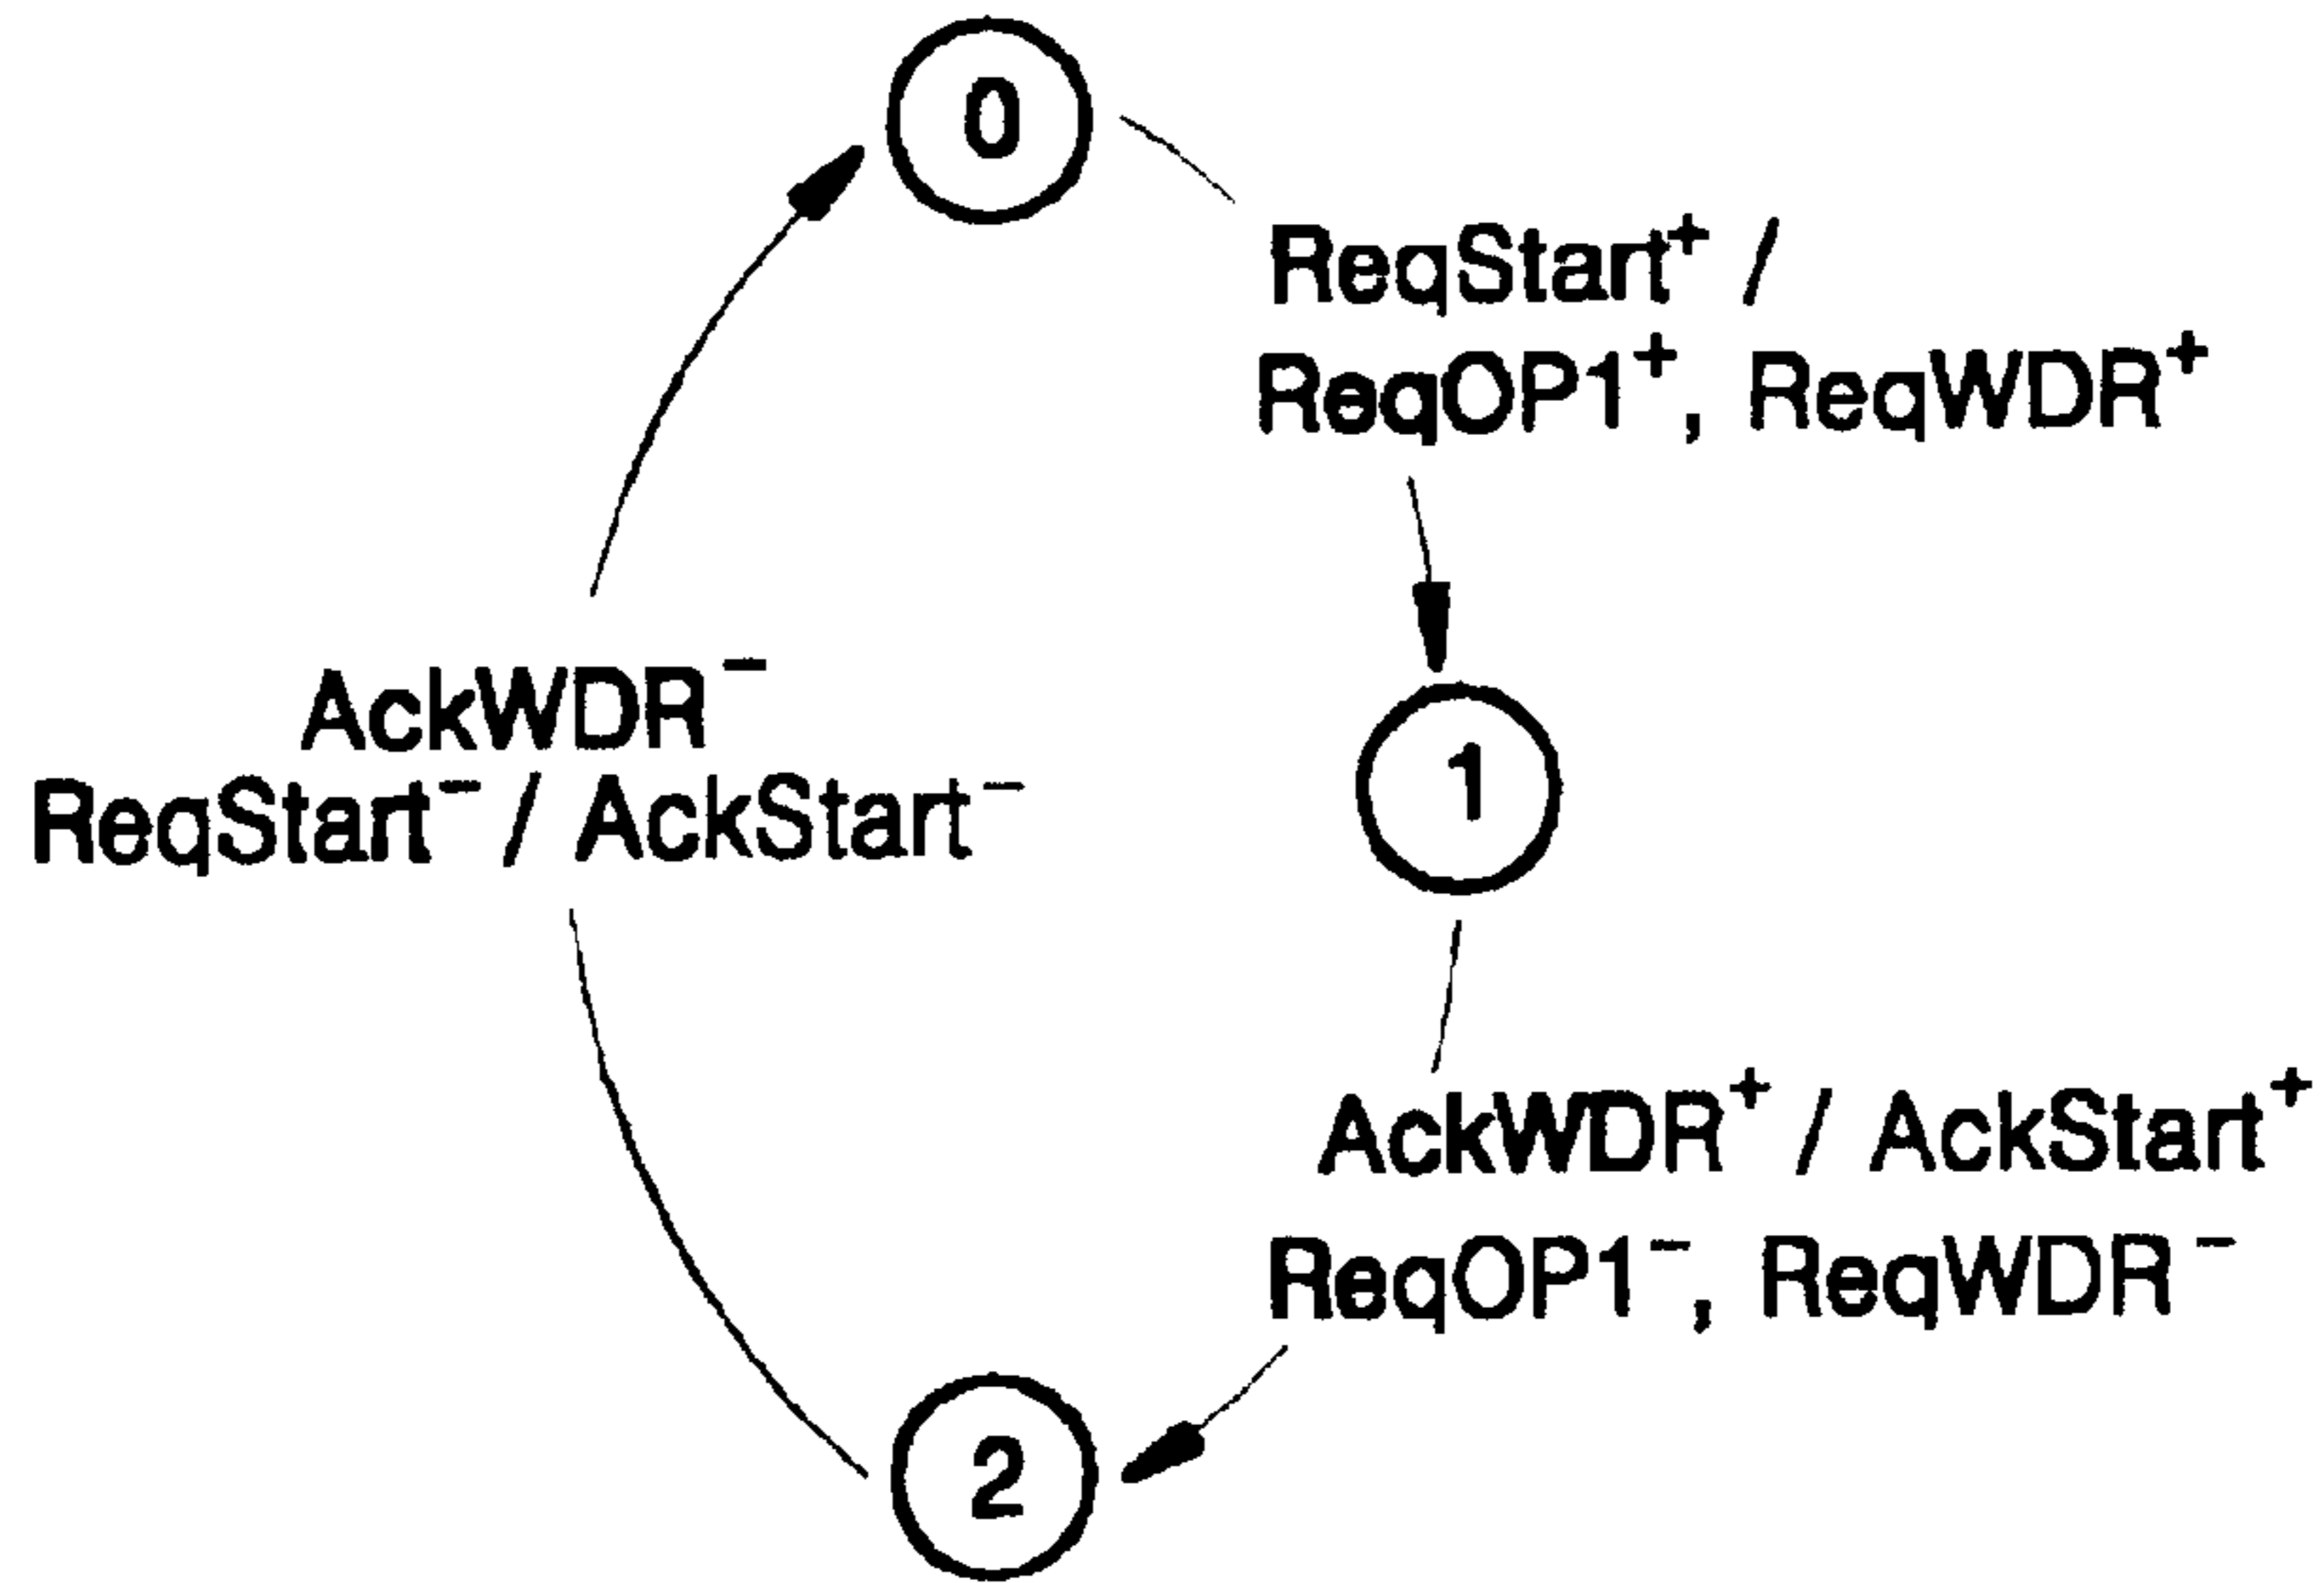 0
ReqStart⁺ /
ReqOP1⁺, ReqWDR⁺
AckWDR⁻
ReqStart⁻ / AckStart⁻
1
AckWDR⁺ / AckStart⁺
ReqOP1⁻, ReqWDR⁻
2